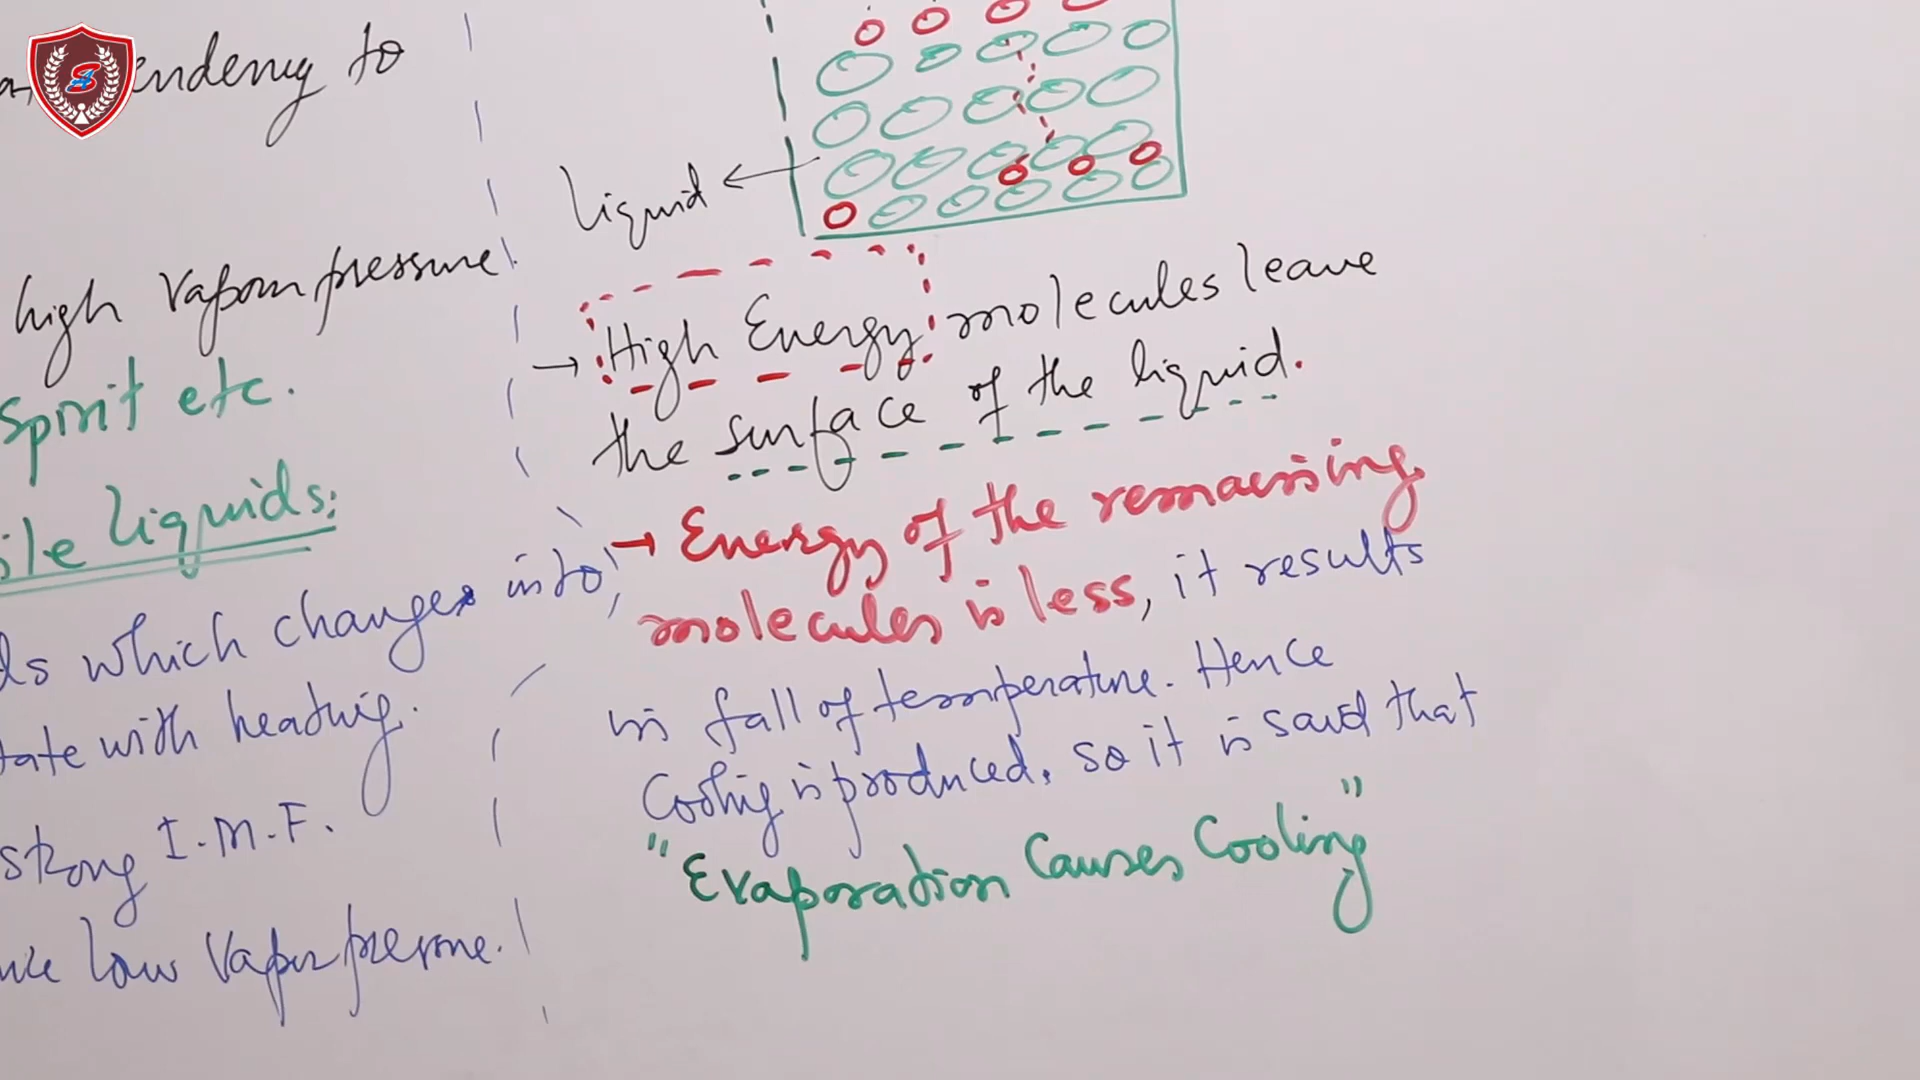 endency to
high Vapour pressure
Spirit etc.
ile liquids:
ds which changes into
tate with heating.
strong I.M.F.
low Vapur pressure.
liquid
→ High Energy molecules leave
the surface of the liquid.
→ Energy of the remaining
molecules is less, it results
in fall of temperature. Hence
Cooling is produced. so it is said that
"Evaporation Causes Cooling"